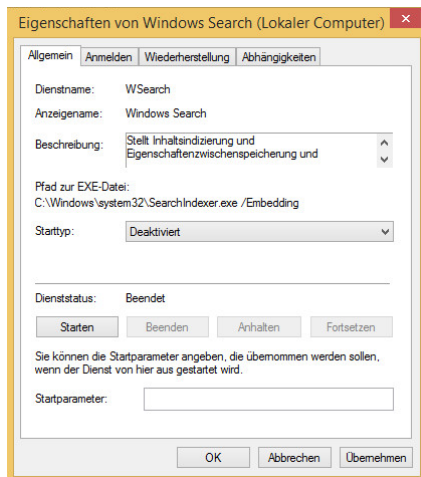 Eigenschaften von Windows Search (Lokaler Computer)
Allgemein Anmelden Wiederherstellung Abhängigkeiten
Dienstname: WSearch
Anzeigename: Windows Search
Beschreibung: Stellt Inhaltsindizierung und
Eigenschaftenzwischenspeicherung und
Pfad zur EXE-Datei:
C:\Windows\system32\SearchIndexer.exe /Embedding
Starttyp: Deaktiviert
Dienststatus: Beendet
Starten Beenden Anhalten Fortsetzen
Sie können die Startparameter angeben, die übernommen werden sollen,
wenn der Dienst von hier aus gestartet wird.
Startparameter:
OK Abbrechen Übernehmen